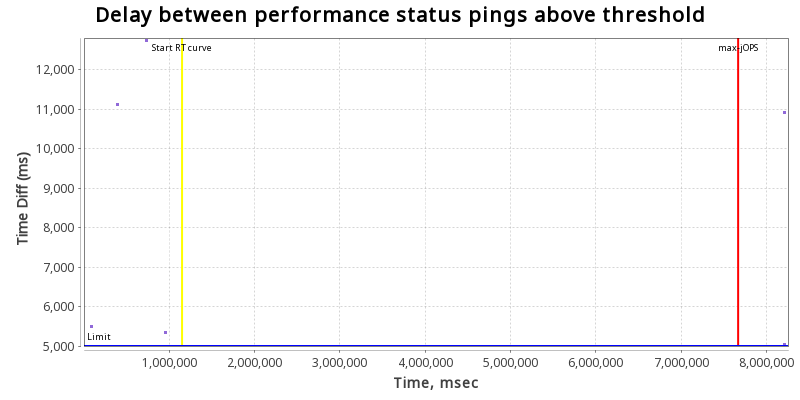 Delay between performance status pings above threshold
Start RT curve
max-jOPS
12,000
11,000
10,000
9,000
8,000
7,000
6,000
5,000
Time Diff (ms)
Limit
1,000,000
2,000,000
3,000,000
4,000,000
5,000,000
6,000,000
7,000,000
8,000,000
Time, msec